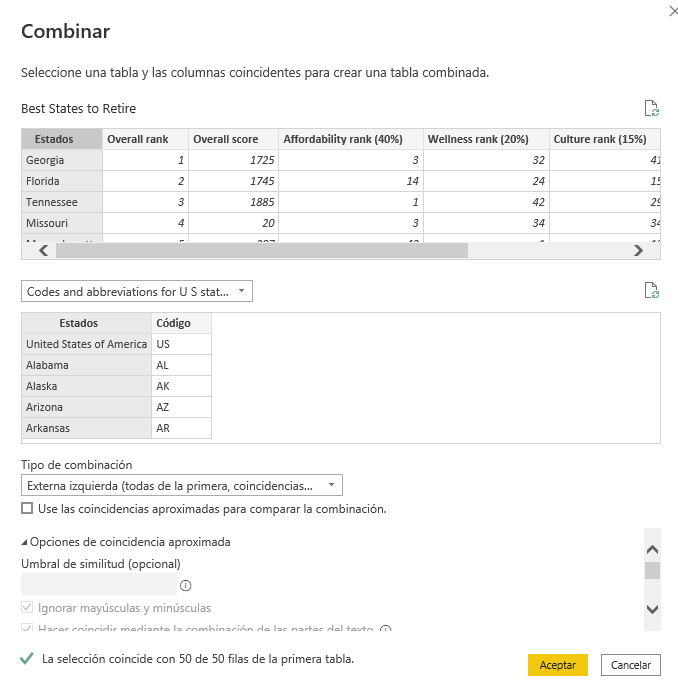 Combinar
Seleccione una tabla y las columnas coincidentes para crear una tabla combinada.
Best States to Retire
Estados Overall rank Overall score Affordability rank (40%) Wellness rank (20%) Culture rank (15%)
Georgia 1 1725 3 32 41
Florida 2 1745 14 24 15
Tennessee 3 1885 1 42 29
Missouri 4 20 3 34 34
Codes and abbreviations for U S stat...
Estados Código
United States of America US
Alabama AL
Alaska AK
Arizona AZ
Arkansas AR
Tipo de combinación
Externa izquierda (todas de la primera, coincidencias...
Use las coincidencias aproximadas para comparar la combinación.
Opciones de coincidencia aproximada
Umbral de similitud (opcional)
Ignorar mayúsculas y minúsculas
Hacer coincidir mediante la combinación de las partes del texto
La selección coincide con 50 de 50 filas de la primera tabla.
Aceptar Cancelar